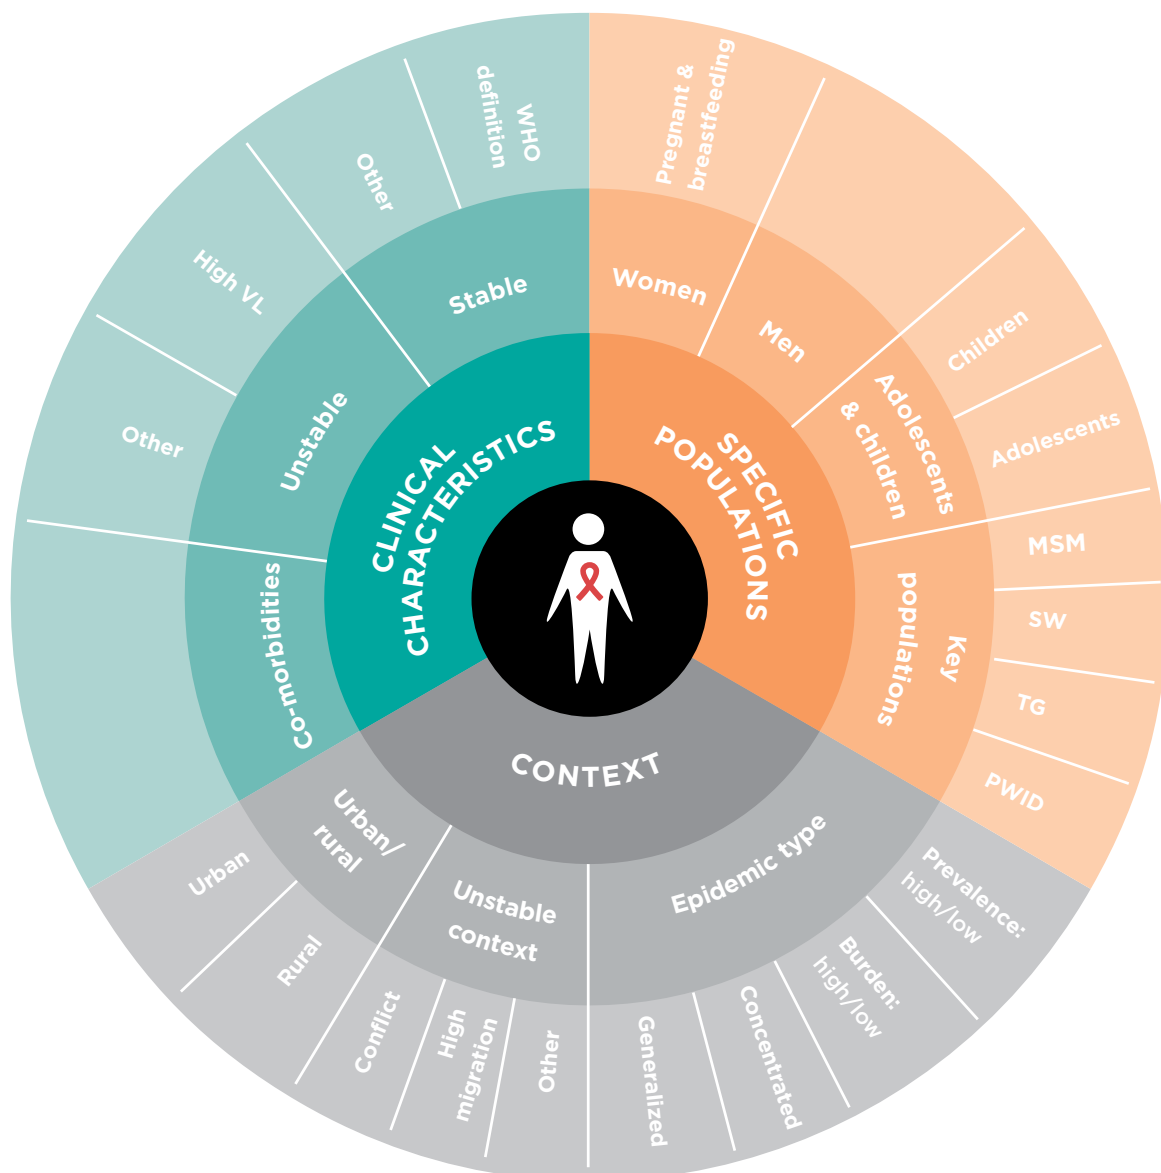 CLINICAL
CHARACTERISTICS
Stable
WHO
definition
Other
Unstable
High VL
Other
Co-morbidities
SPECIFIC
POPULATIONS
Women
Pregnant &
breastfeeding
Men
Adolescents
& children
Children
Adolescents
Key
populations
MSM
SW
TG
PWID
CONTEXT
Urban/
rural
Urban
Rural
Unstable
context
Conflict
High
migration
Other
Epidemic type
Generalized
Concentrated
Burden:
high/low
Prevalence:
high/low